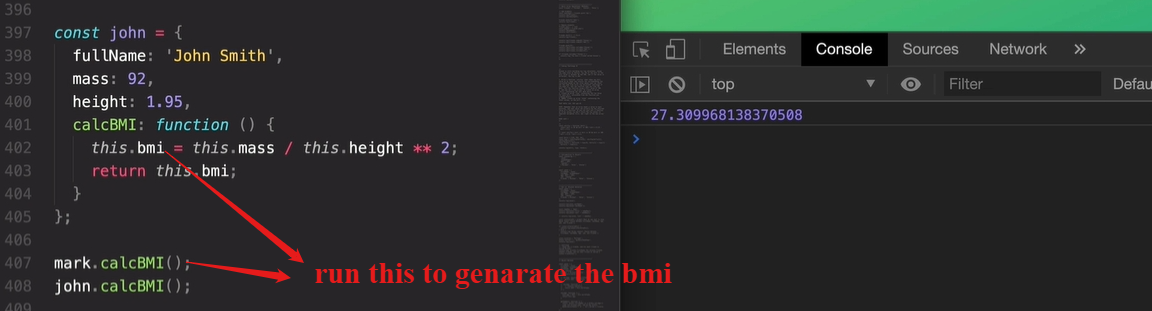 396
397 const john = {
398 fullName: 'John Smith',
399 mass: 92,
400 height: 1.95,
401 calcBMI: function () {
402 this.bmi = this.mass / this.height ** 2;
403 return this.bmi;
404 }
405 };
406
407 mark.calcBMI();
408 john.calcBMI();
409
run this to genarate the bmi
Elements Console Sources Network »
top ▼ Filter Defau
27.309968138370508
>